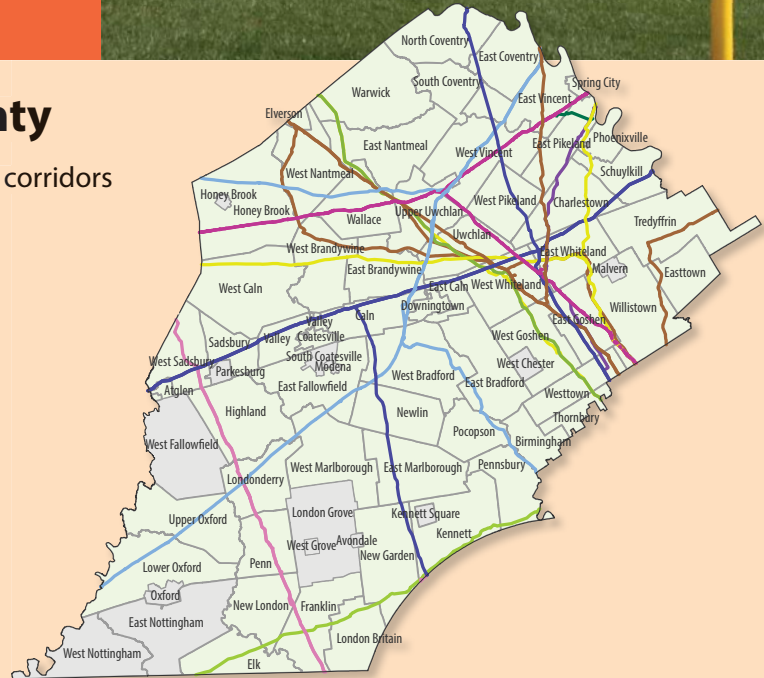 nty
corridors
North Coventry
East Coventry
South Coventry
Spring City
Warwick
East Vincent
Elverson
East Nantmeal
East Pikeland
Phoenixville
West Vincent
Schuylkill
West Nantmeal
Honey Brook
Honey Brook
West Pikeland
Charlestown
Wallace
Upper Uwchlan
Tredyffrin
Uwchlan
West Brandywine
East Whiteland
East Brandywine
Malvern
Easttown
West Caln
East Caln
West Whiteland
Downingtown
Willistown
Caln
Valley
East Goshen
Sadsbury
Valley
Coatesville
West Goshen
South Coatesville
West Sadsbury
Modena
Parkesburg
West Chester
Atglen
East Fallowfield
West Bradford
East Bradford
Westtown
Highland
Newlin
Thornbury
Pocopson
Birmingham
West Fallowfield
West Marlborough
East Marlborough
Pennsbury
Londonderry
London Grove
Kennett Square
Upper Oxford
Kennett
Avondale
West Grove
New Garden
Lower Oxford
Penn
Oxford
New London
Franklin
East Nottingham
London Britain
West Nottingham
Elk